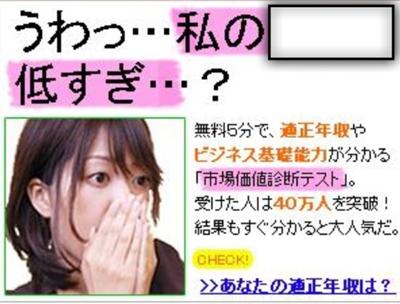 うわっ…私の
低すぎ…？
無料5分で、適正年収や
ビジネス基礎能力が分かる
「市場価値診断テスト」。
受けた人は40万人を突破！
結果もすぐ分かると大人気だ。
CHECK!
>>あなたの適正年収は？